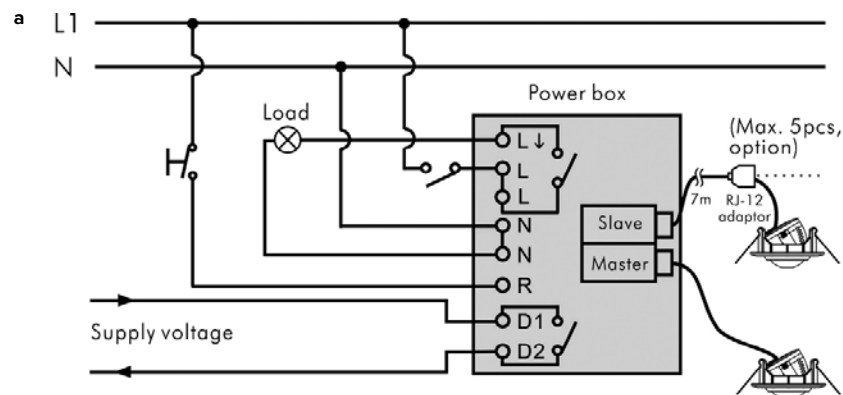 a
L1
N
Power box
Load
(Max. 5pcs,
option)
L ↓
L
L
7m
RJ-12
adaptor
N
Slave
N
Master
R
D1
Supply voltage
D2